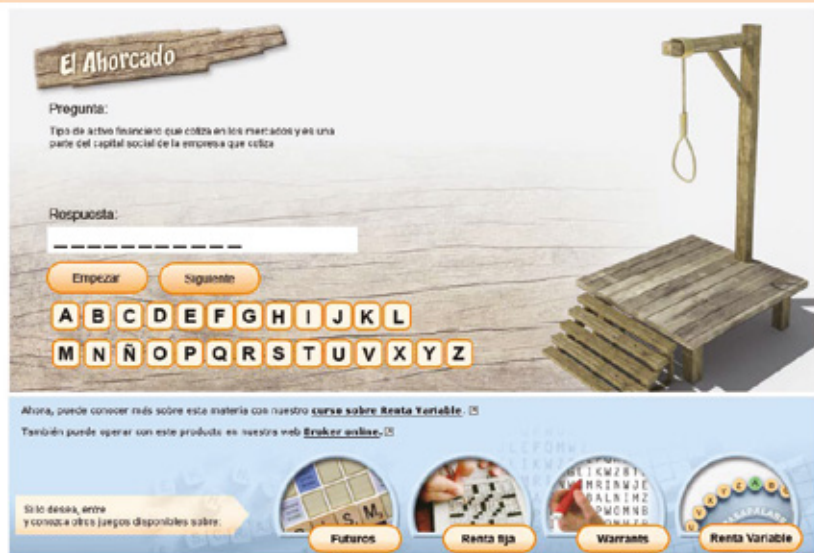 El Ahorcado
Pregunta:
Tipo de activo financiero que cotiza en los mercados y es una
parte del capital social de la empresa que cotiza
Respuesta:
Empezar Siguiente
A B C D E F G H I J K L
M N Ñ O P Q R S T U V X Y Z
Ahora, puede conocer más sobre esta materia con nuestro curso sobre Renta Variable.
También puede operar con este producto en nuestra web Broker online.
Si lo desea, entre
y conozca otros juegos disponibles sobre:
Futuros Renta fija Warrants Renta Variable